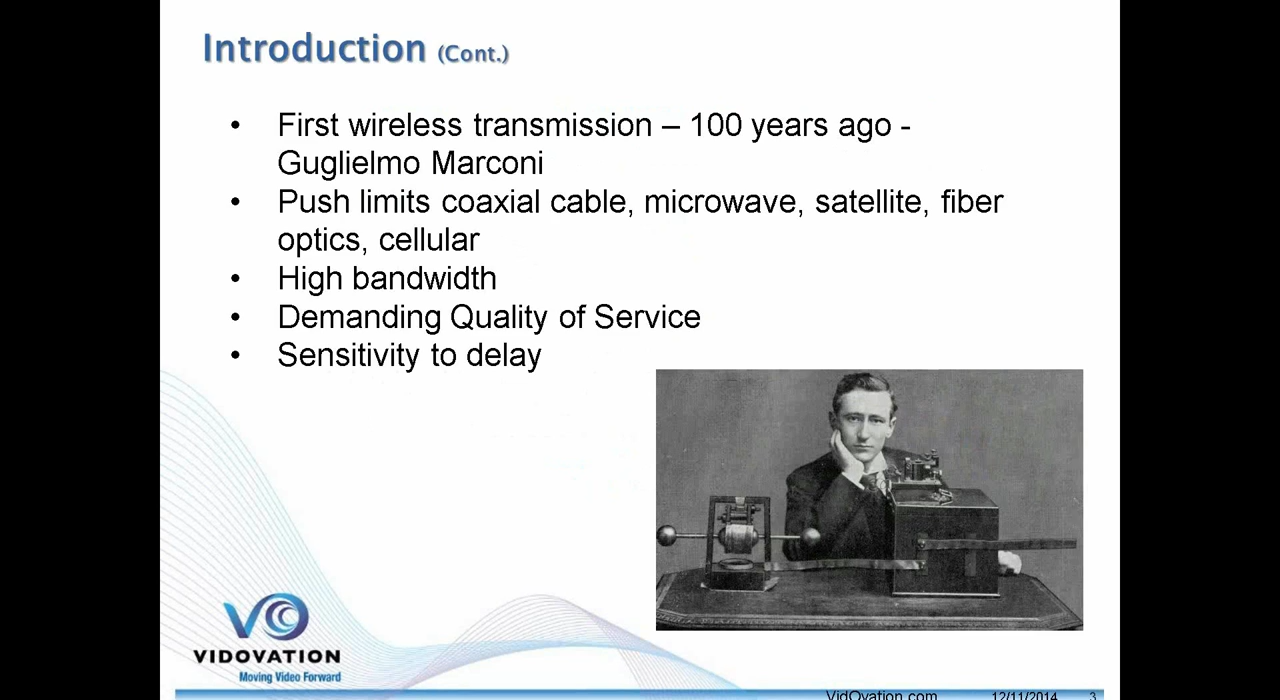 Introduction (Cont.)
• First wireless transmission – 100 years ago -
Guglielmo Marconi
• Push limits coaxial cable, microwave, satellite, fiber
optics, cellular
• High bandwidth
• Demanding Quality of Service
• Sensitivity to delay
VIDOVATION
Moving Video Forward
VidOvation.com 12/11/2014 3